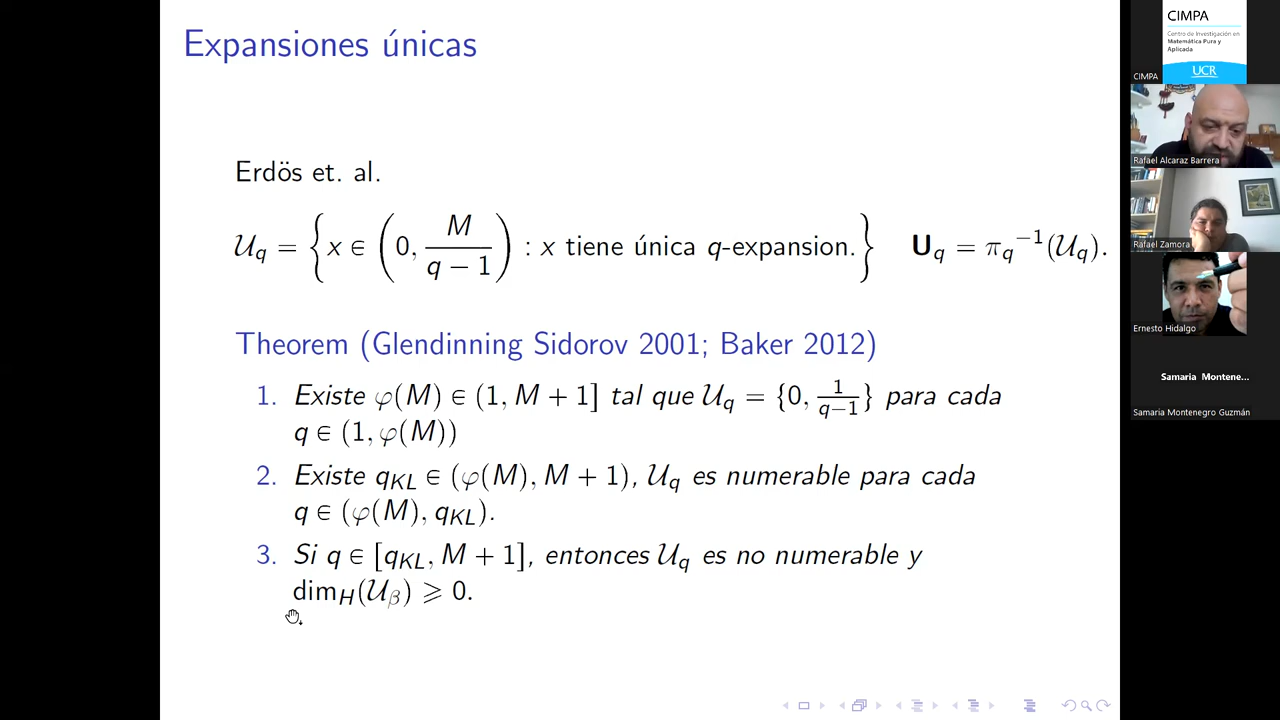 Expansiones únicas
Erdös et. al.
𝒰_q = { x ∈ (0, M/(q − 1)) : x tiene única q-expansion. } 𝐔_q = π_q⁻¹(𝒰_q).
Theorem (Glendinning Sidorov 2001; Baker 2012)
1. Existe φ(M) ∈ (1, M + 1] tal que 𝒰_q = {0, 1/(q−1)} para cada
q ∈ (1, φ(M))
2. Existe q_KL ∈ (φ(M), M + 1), 𝒰_q es numerable para cada
q ∈ (φ(M), q_KL).
3. Si q ∈ [q_KL, M + 1], entonces 𝒰_q es no numerable y
dim_H(𝒰_β) ⩾ 0.
CIMPA
Centro de Investigación en
Matemática Pura y
Aplicada
UCR
CIMPA
Rafael Alcaraz Barrera
Rafael Zamora
Ernesto Hidalgo
Samaria Montene...
Samaria Montenegro Guzmán